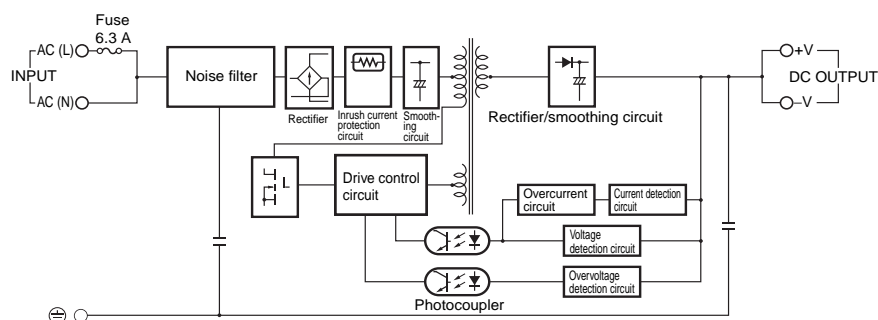 Fuse
6.3 A
AC (L)
INPUT
AC (N)
Noise filter
Rectifier
Inrush current
protection
circuit
Smooth-
ing
circuit
Rectifier/smoothing circuit
+V
DC OUTPUT
–V
Drive control
circuit
Overcurrent
circuit
Current detection
circuit
Voltage
detection circuit
Overvoltage
detection circuit
Photocoupler